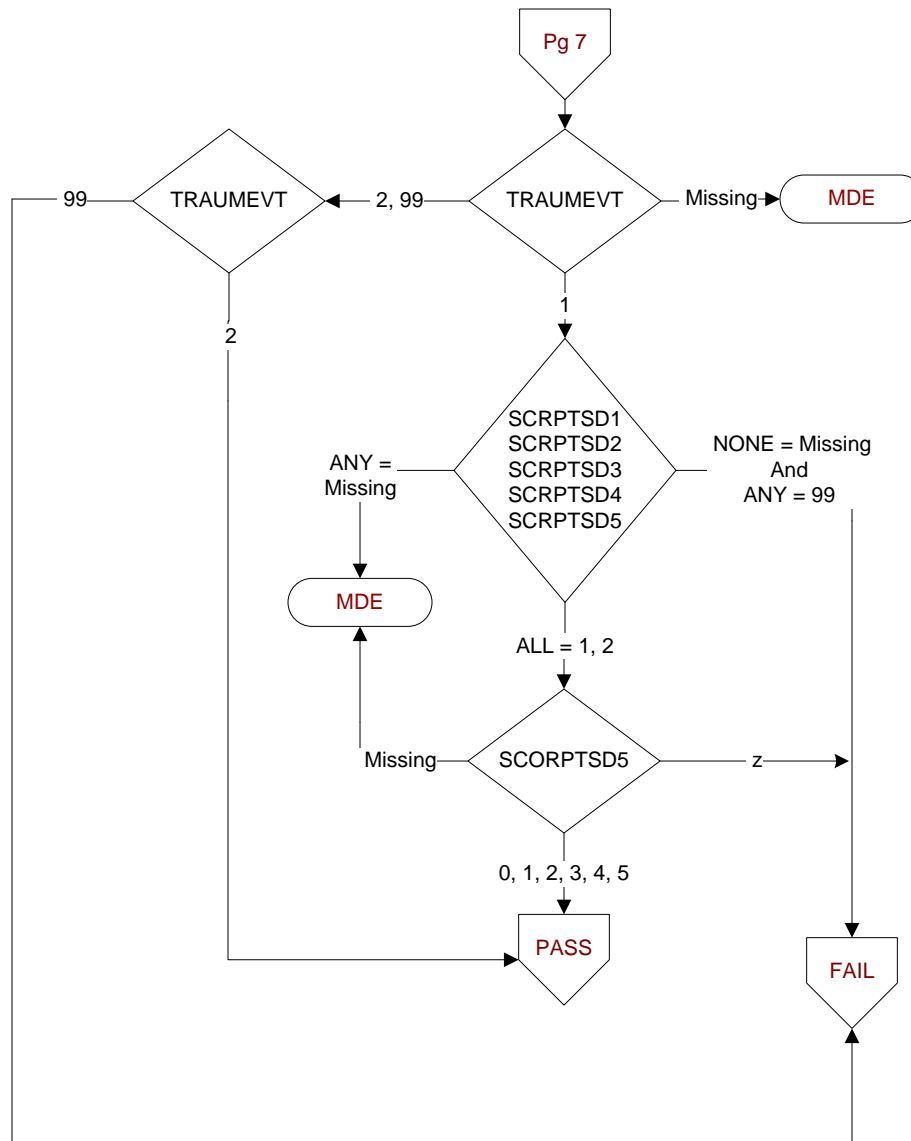 Pg 7
TRAUMEVT
99
2, 99
TRAUMEVT
Missing
MDE
1
2
SCRPTSD1
SCRPTSD2
SCRPTSD3
SCRPTSD4
SCRPTSD5
ANY =
Missing
NONE = Missing
And
ANY = 99
MDE
ALL = 1, 2
Missing
SCORPTSD5
z
0, 1, 2, 3, 4, 5
PASS
FAIL